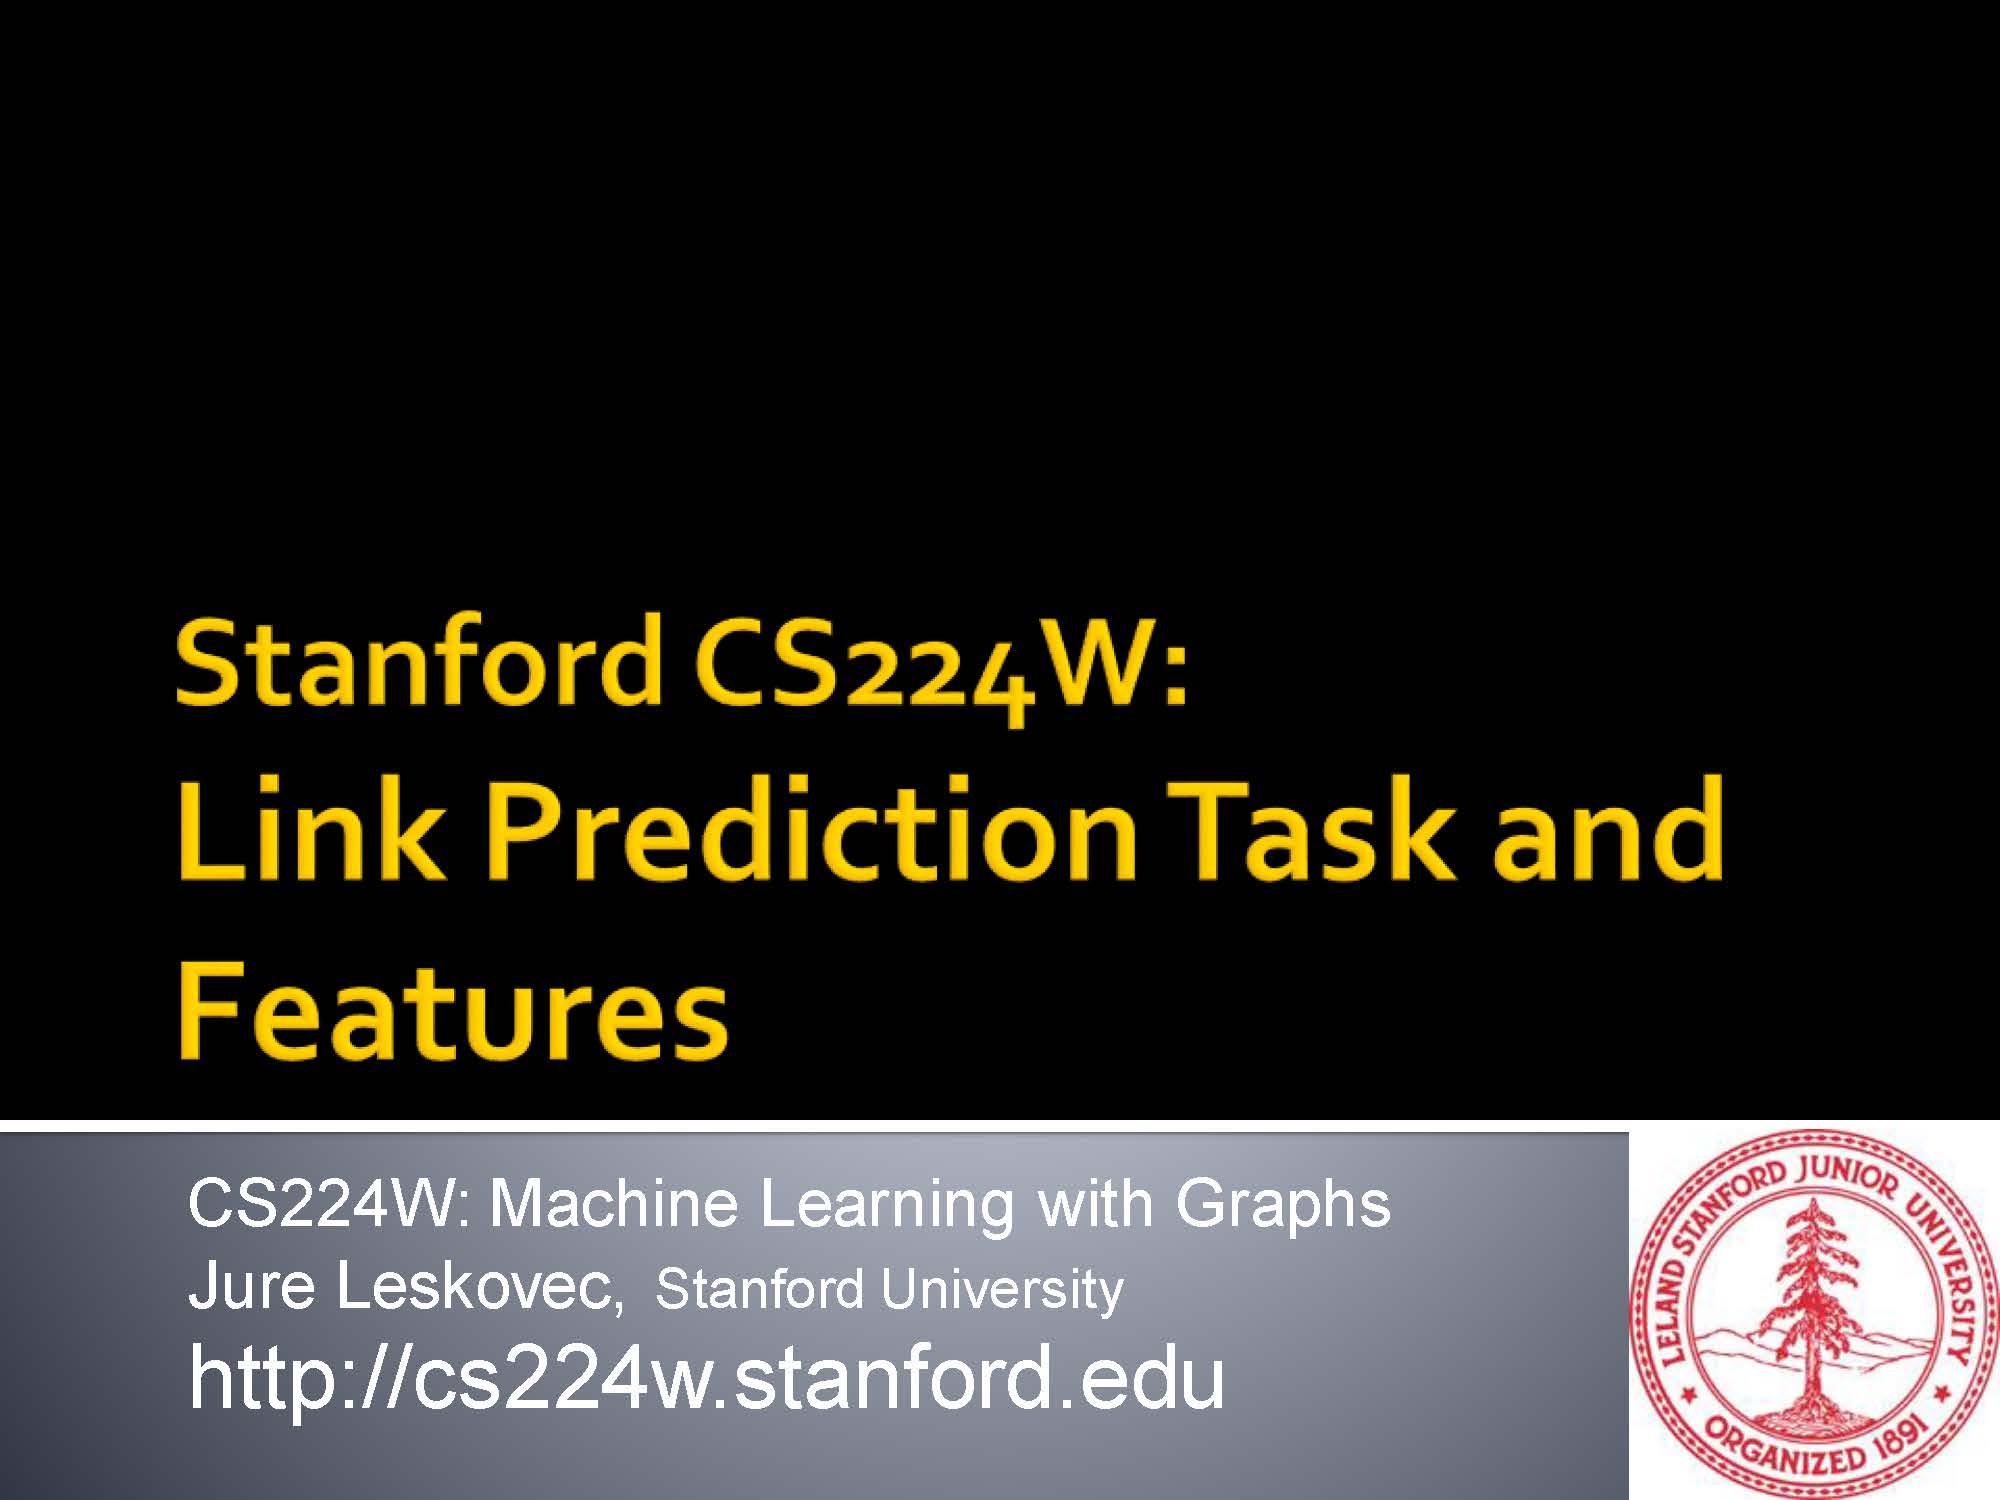 Stanford CS224W:
Link Prediction Task and
Features
CS224W: Machine Learning with Graphs
Jure Leskovec, Stanford University
http://cs224w.stanford.edu
LELAND STANFORD JUNIOR UNIVERSITY
ORGANIZED 1891